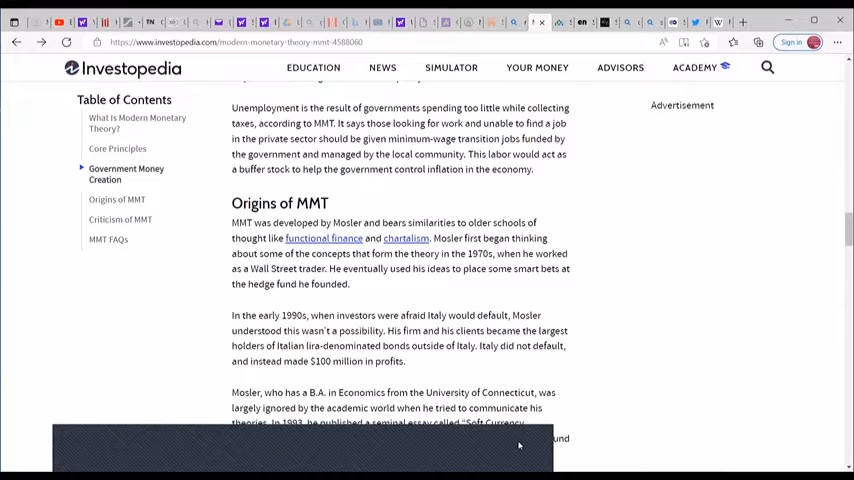 https://www.investopedia.com/modern-monetary-theory-mmt-4588060
Sign in
Investopedia
EDUCATION
NEWS
SIMULATOR
YOUR MONEY
ADVISORS
ACADEMY
Table of Contents
What Is Modern Monetary
Theory?
Core Principles
Government Money
Creation
Origins of MMT
Criticism of MMT
MMT FAQs
Unemployment is the result of governments spending too little while collecting
taxes, according to MMT. It says those looking for work and unable to find a job
in the private sector should be given minimum-wage transition jobs funded by
the government and managed by the local community. This labor would act as
a buffer stock to help the government control inflation in the economy.
Origins of MMT
MMT was developed by Mosler and bears similarities to older schools of
thought like functional finance and chartalism. Mosler first began thinking
about some of the concepts that form the theory in the 1970s, when he worked
as a Wall Street trader. He eventually used his ideas to place some smart bets at
the hedge fund he founded.
In the early 1990s, when investors were afraid Italy would default, Mosler
understood this wasn't a possibility. His firm and his clients became the largest
holders of Italian lira-denominated bonds outside of Italy. Italy did not default,
and instead made $100 million in profits.
Mosler, who has a B.A. in Economics from the University of Connecticut, was
largely ignored by the academic world when he tried to communicate his
theories. In 1993, he published a seminal essay called "Soft Currency
und
Advertisement